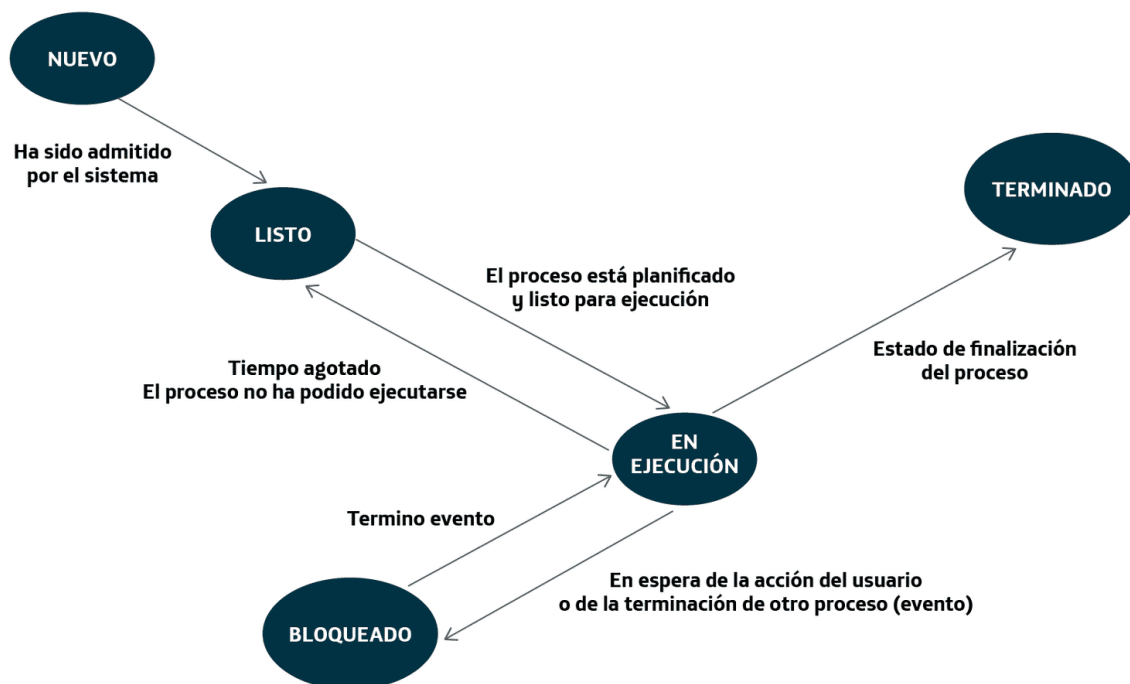 NUEVO
Ha sido admitido
por el sistema
LISTO
TERMINADO
El proceso está planificado
y listo para ejecución
Tiempo agotado
El proceso no ha podido ejecutarse
Estado de finalización
del proceso
EN
EJECUCIÓN
Termino evento
En espera de la acción del usuario
o de la terminación de otro proceso (evento)
BLOQUEADO